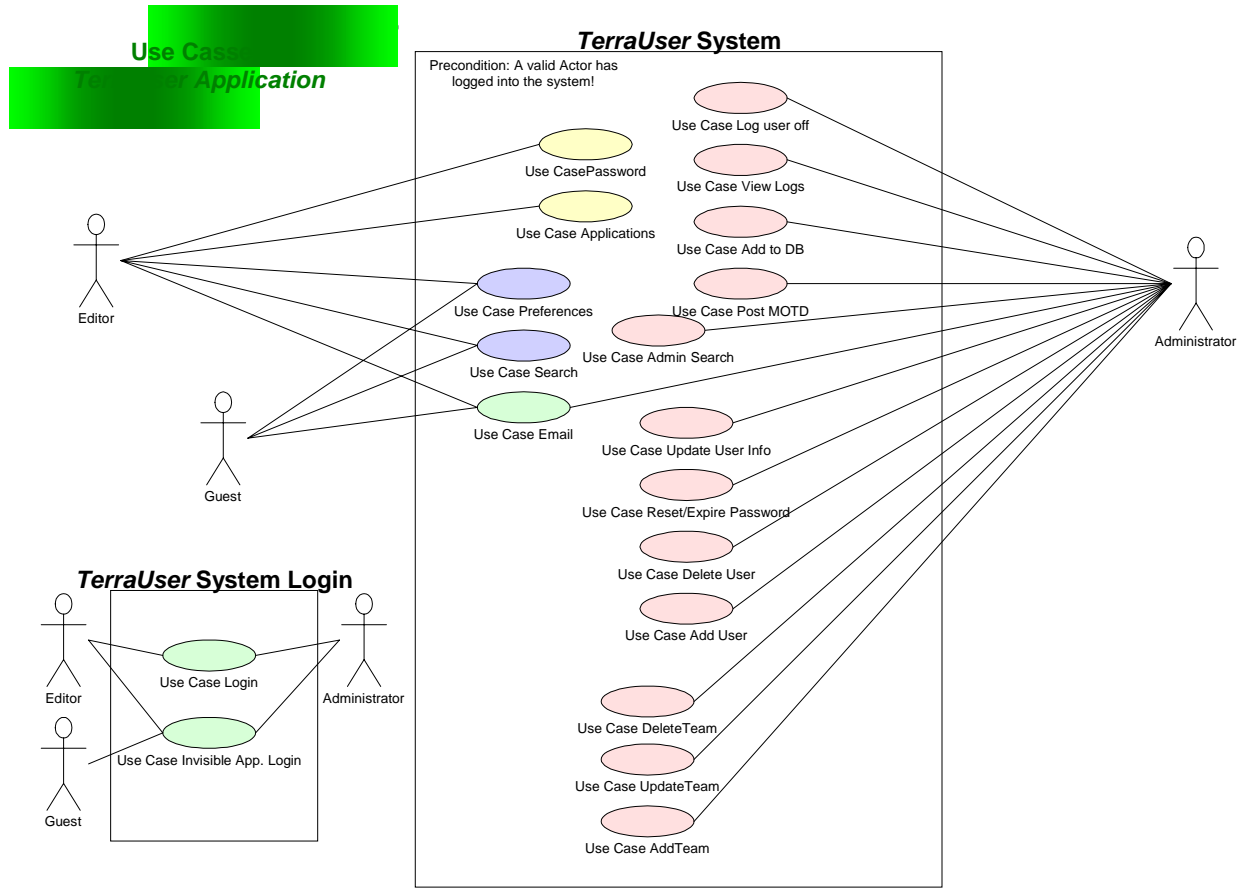 Use
Application
TerraUser System
Precondition: A valid Actor has
logged into the system!
Use Case Log user off
Use CasePassword
Use Case View Logs
Use Case Applications
Use Case Add to DB
Editor
Use Case Preferences
Use Case Post MOTD
Administrator
Use Case Admin Search
Use Case Search
Use Case Email
Use Case Update User Info
Guest
Use Case Reset/Expire Password
Use Case Delete User
TerraUser System Login
Use Case Add User
Use Case Login
Editor
Administrator
Use Case DeleteTeam
Use Case Invisible App. Login
Use Case UpdateTeam
Guest
Use Case AddTeam